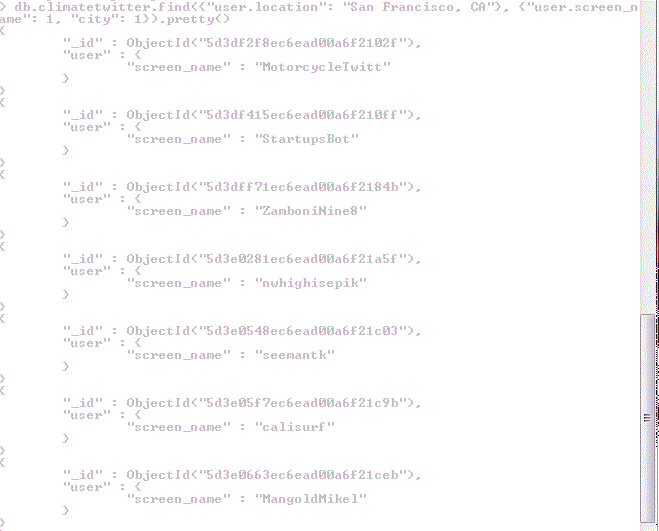 > db.climatetwitter.find({"user.location": "San Francisco, CA"}, {"user.screen_n
ame": 1, "city": 1}).pretty()
{
"_id" : ObjectId("5d3df2f8ec6ead00a6f2102f"),
"user" : {
"screen_name" : "MotorcycleTwitt"
}
}
{
"_id" : ObjectId("5d3df415ec6ead00a6f210ff"),
"user" : {
"screen_name" : "StartupsBot"
}
}
{
"_id" : ObjectId("5d3dff71ec6ead00a6f2184b"),
"user" : {
"screen_name" : "ZamboniNine8"
}
}
{
"_id" : ObjectId("5d3e0281ec6ead00a6f21a5f"),
"user" : {
"screen_name" : "nwhighisepik"
}
}
{
"_id" : ObjectId("5d3e0548ec6ead00a6f21c03"),
"user" : {
"screen_name" : "seemantk"
}
}
{
"_id" : ObjectId("5d3e05f7ec6ead00a6f21c9b"),
"user" : {
"screen_name" : "calisurf"
}
}
{
"_id" : ObjectId("5d3e0663ec6ead00a6f21ceb"),
"user" : {
"screen_name" : "MangoldMikel"
}
}